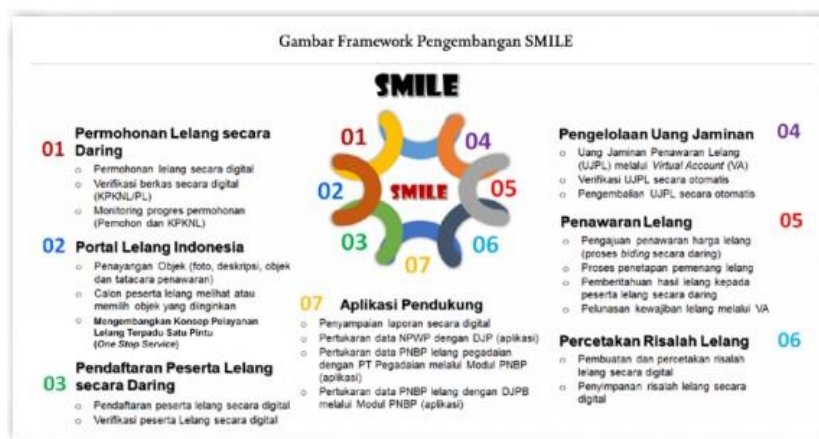 Gambar Framework Pengembangan SMILE
SMILE
01
Permohonan Lelang secara
Daring
o Permohonan lelang secara digital
o Verifikasi berkas secara digital
(KPKNL/PL)
o Monitoring progres permohonan
(Pemohon dan KPKNL)
02
Portal Lelang Indonesia
o Penayangan Objek (foto, deskripsi, objek
dan tatacara penawaran)
o Calon peserta lelang melihat atau
memilih objek yang diinginkan
o Mengembangkan Konsep Pelayanan
Lelang Terpadu Satu Pintu
(One Stop Service)
03
Pendaftaran Peserta Lelang
secara Daring
o Pendaftaran peserta lelang secara digital
o Verifikasi peserta Lelang secara digital
01
04
02
SMILE
05
03
06
07
07 Aplikasi Pendukung
o Penyampaian laporan secara digital
o Pertukaran data NPWP dengan DJP (aplikasi)
o Pertukaran data PNBP lelang pegadaian
dengan PT Pegadaian melalui Modul PNBP
(aplikasi)
o Pertukaran data PNBP lelang dengan DJPB
melalui Modul PNBP (aplikasi)
Pengelolaan Uang Jaminan 04
o Uang Jaminan Penawaran Lelang
(UJPL) melalui Virtual Account (VA)
o Verifikasi UJPL secara otomatis
o Pengembalian UJPL secara otomatis
Penawaran Lelang 05
o Pengajuan penawaran harga lelang
(proses biding secara daring)
o Proses penetapan pemenang lelang
o Pemberitahuan hasil lelang kepada
peserta lelang secara daring
o Pelunasan kewajiban lelang melalui VA
Percetakan Risalah Lelang 06
o Pembuatan dan percetakan risalah
lelang secara digital
o Penyimpanan risalah lelang secara
digital